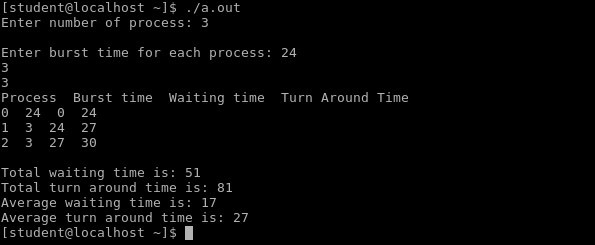 [student@localhost ~]$ ./a.out
Enter number of process: 3
Enter burst time for each process: 24
3
3
Process  Burst time  Waiting time  Turn Around Time
0  24  0  24
1  3  24  27
2  3  27  30
Total waiting time is: 51
Total turn around time is: 81
Average waiting time is: 17
Average turn around time is: 27
[student@localhost ~]$